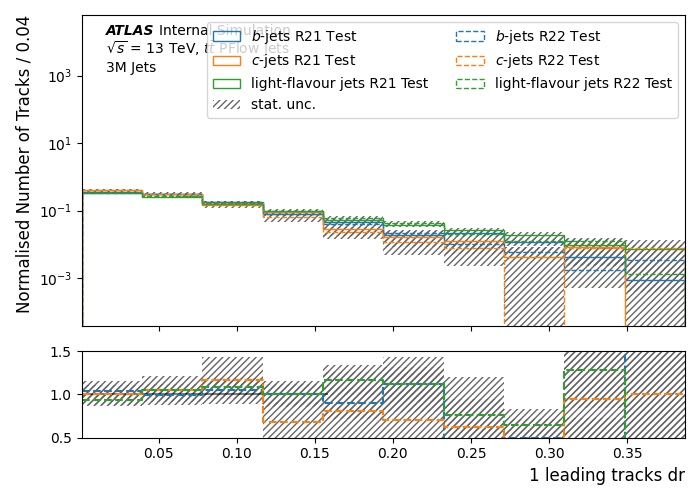 ATLAS Internal Simulation
√s = 13 TeV, tt PFlow jets
3M Jets
b-jets R21 Test
c-jets R21 Test
light-flavour jets R21 Test
stat. unc.
b-jets R22 Test
c-jets R22 Test
light-flavour jets R22 Test
Normalised Number of Tracks / 0.04
10³
10¹
10⁻¹
10⁻³
1.5
1.0
0.5
0.05 0.10 0.15 0.20 0.25 0.30 0.35
1 leading tracks dr